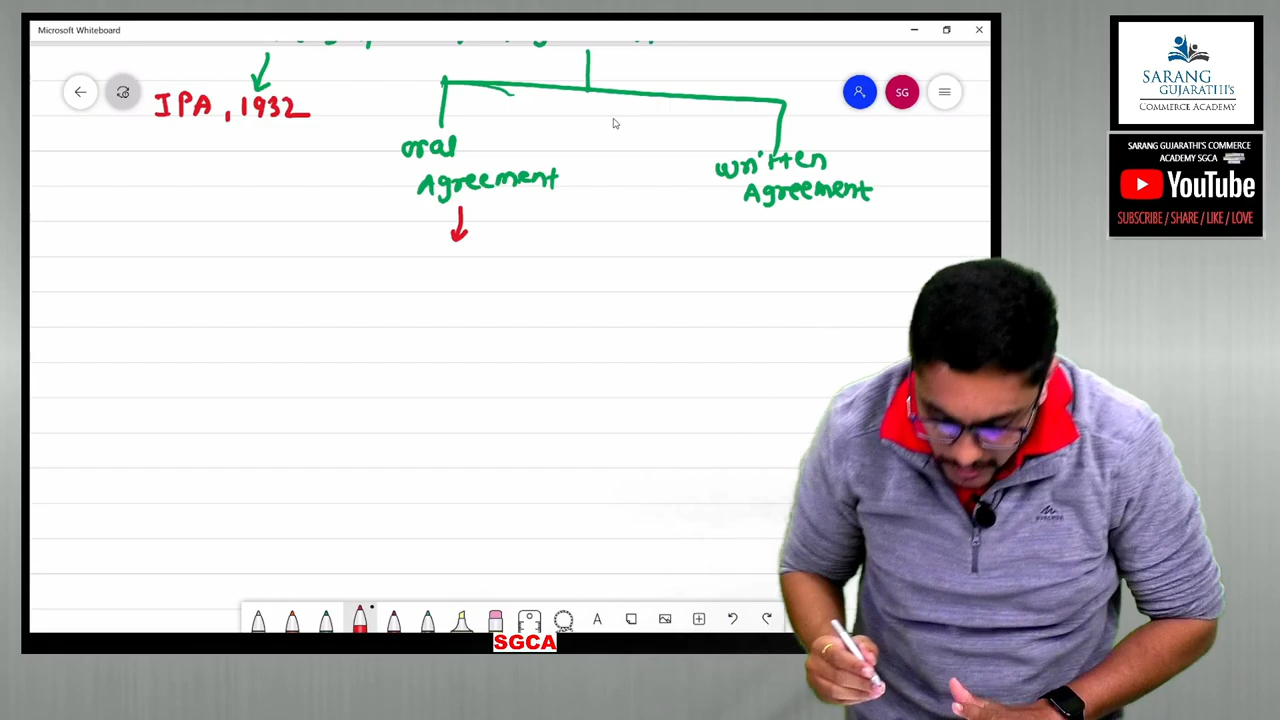 Microsoft Whiteboard
IPA, 1932
oral
Agreement
written
Agreement
SG
SARANG
GUJARATHI'S
COMMERCE ACADEMY
SARANG GUJARATHI'S COMMERCE
ACADEMY SGCA
YouTube
SUBSCRIBE / SHARE / LIKE / LOVE
A
SGCA